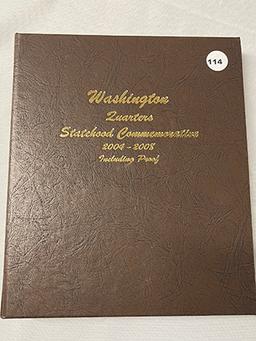 114
Washington
Quarters
Statehood Commemorative
2004-2008
Including Proof